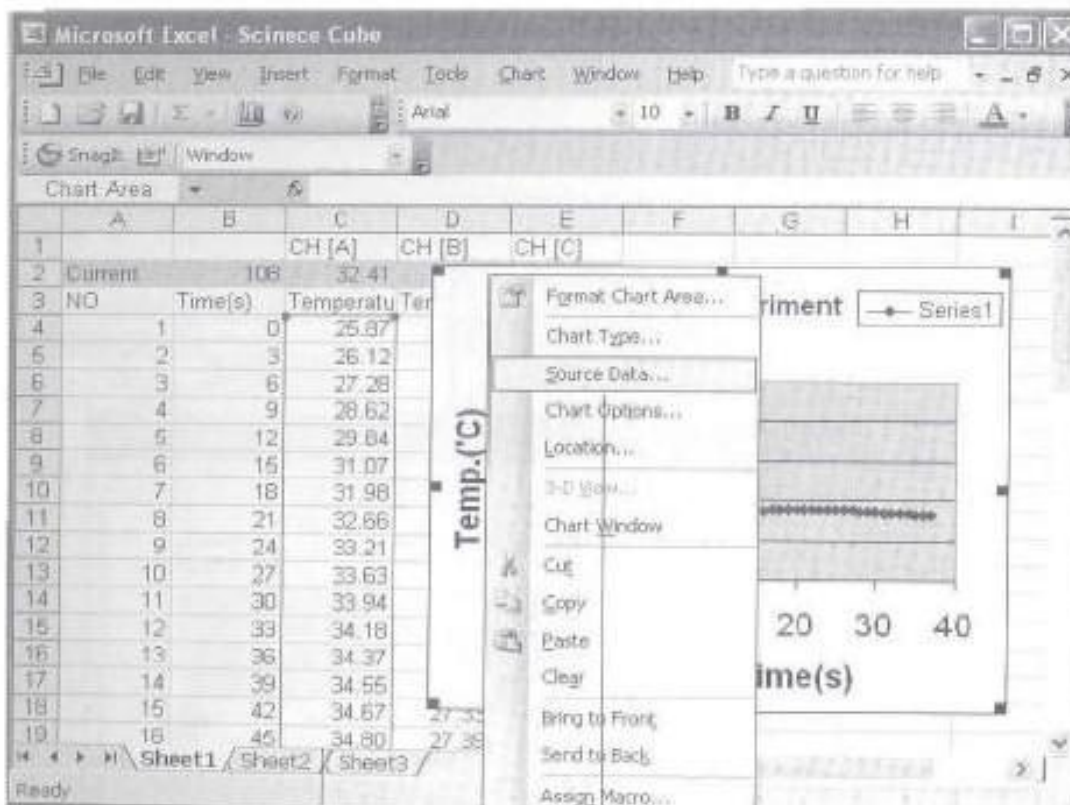 Microsoft Excel - Scinece Cube
File Edit View Insert Format Tools Chart Window Help Type a question for help
Arial 10 B I U A
SnagIt Window
Chart Area fx
A B C D E F G H I
1 CH [A] CH [B] CH [C]
2 Current 108 32.41
3 NO Time(s) Temperatu Ter
4 1 0 25.87
5 2 3 26.12
6 3 6 27.28
7 4 9 28.62
8 5 12 29.84
9 6 15 31.07
10 7 18 31.98
11 8 21 32.66
12 9 24 33.21
13 10 27 33.63
14 11 30 33.94
15 12 33 34.18
16 13 36 34.37
17 14 39 34.55
18 15 42 34.67 27.33
19 16 45 34.80 27.39
Format Chart Area...
Chart Type...
Source Data...
Chart Options...
Location...
3-D View...
Chart Window
Cut
Copy
Paste
Clear
Bring to Front
Send to Back
Assign Macro...
riment
Series1
Temp.(°C)
20 30 40
ime(s)
Sheet1 Sheet2 Sheet3
Ready